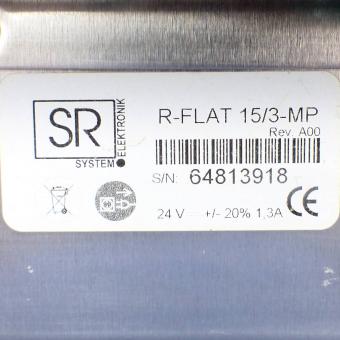 SR
SYSTEM
ELEKTRONIK
R-FLAT 15/3-MP
Rev. A00
S/N: 64813918
24 V +/- 20% 1,3A
CE